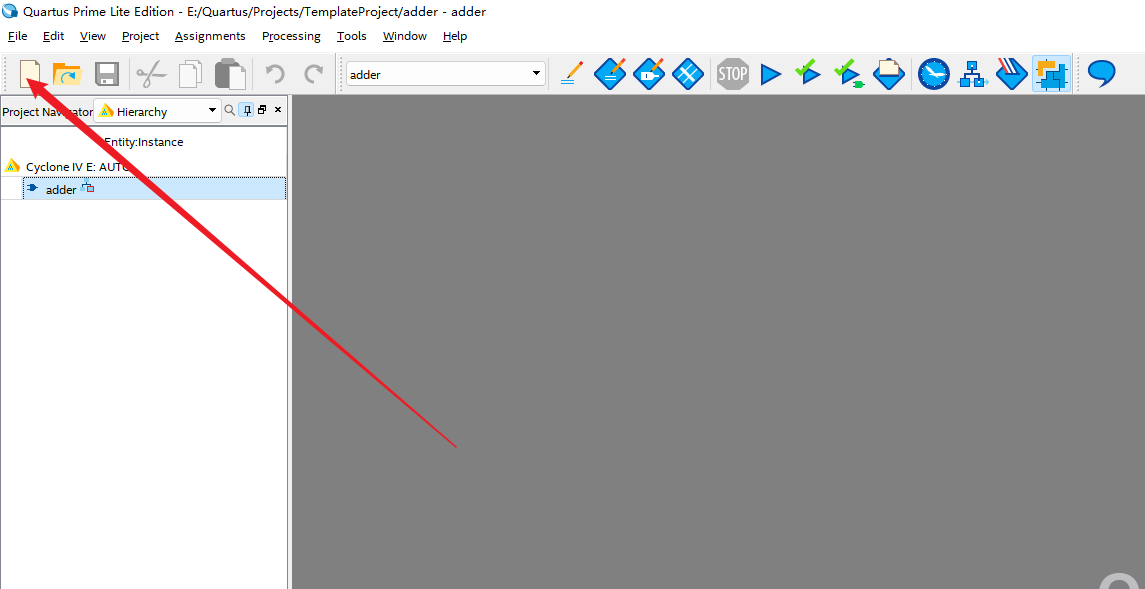 Quartus Prime Lite Edition - E:/Quartus/Projects/TemplateProject/adder - adder
File Edit View Project Assignments Processing Tools Window Help
adder
STOP
Project Navigator Hierarchy
Entity:Instance
Cyclone IV E: AUTO
adder